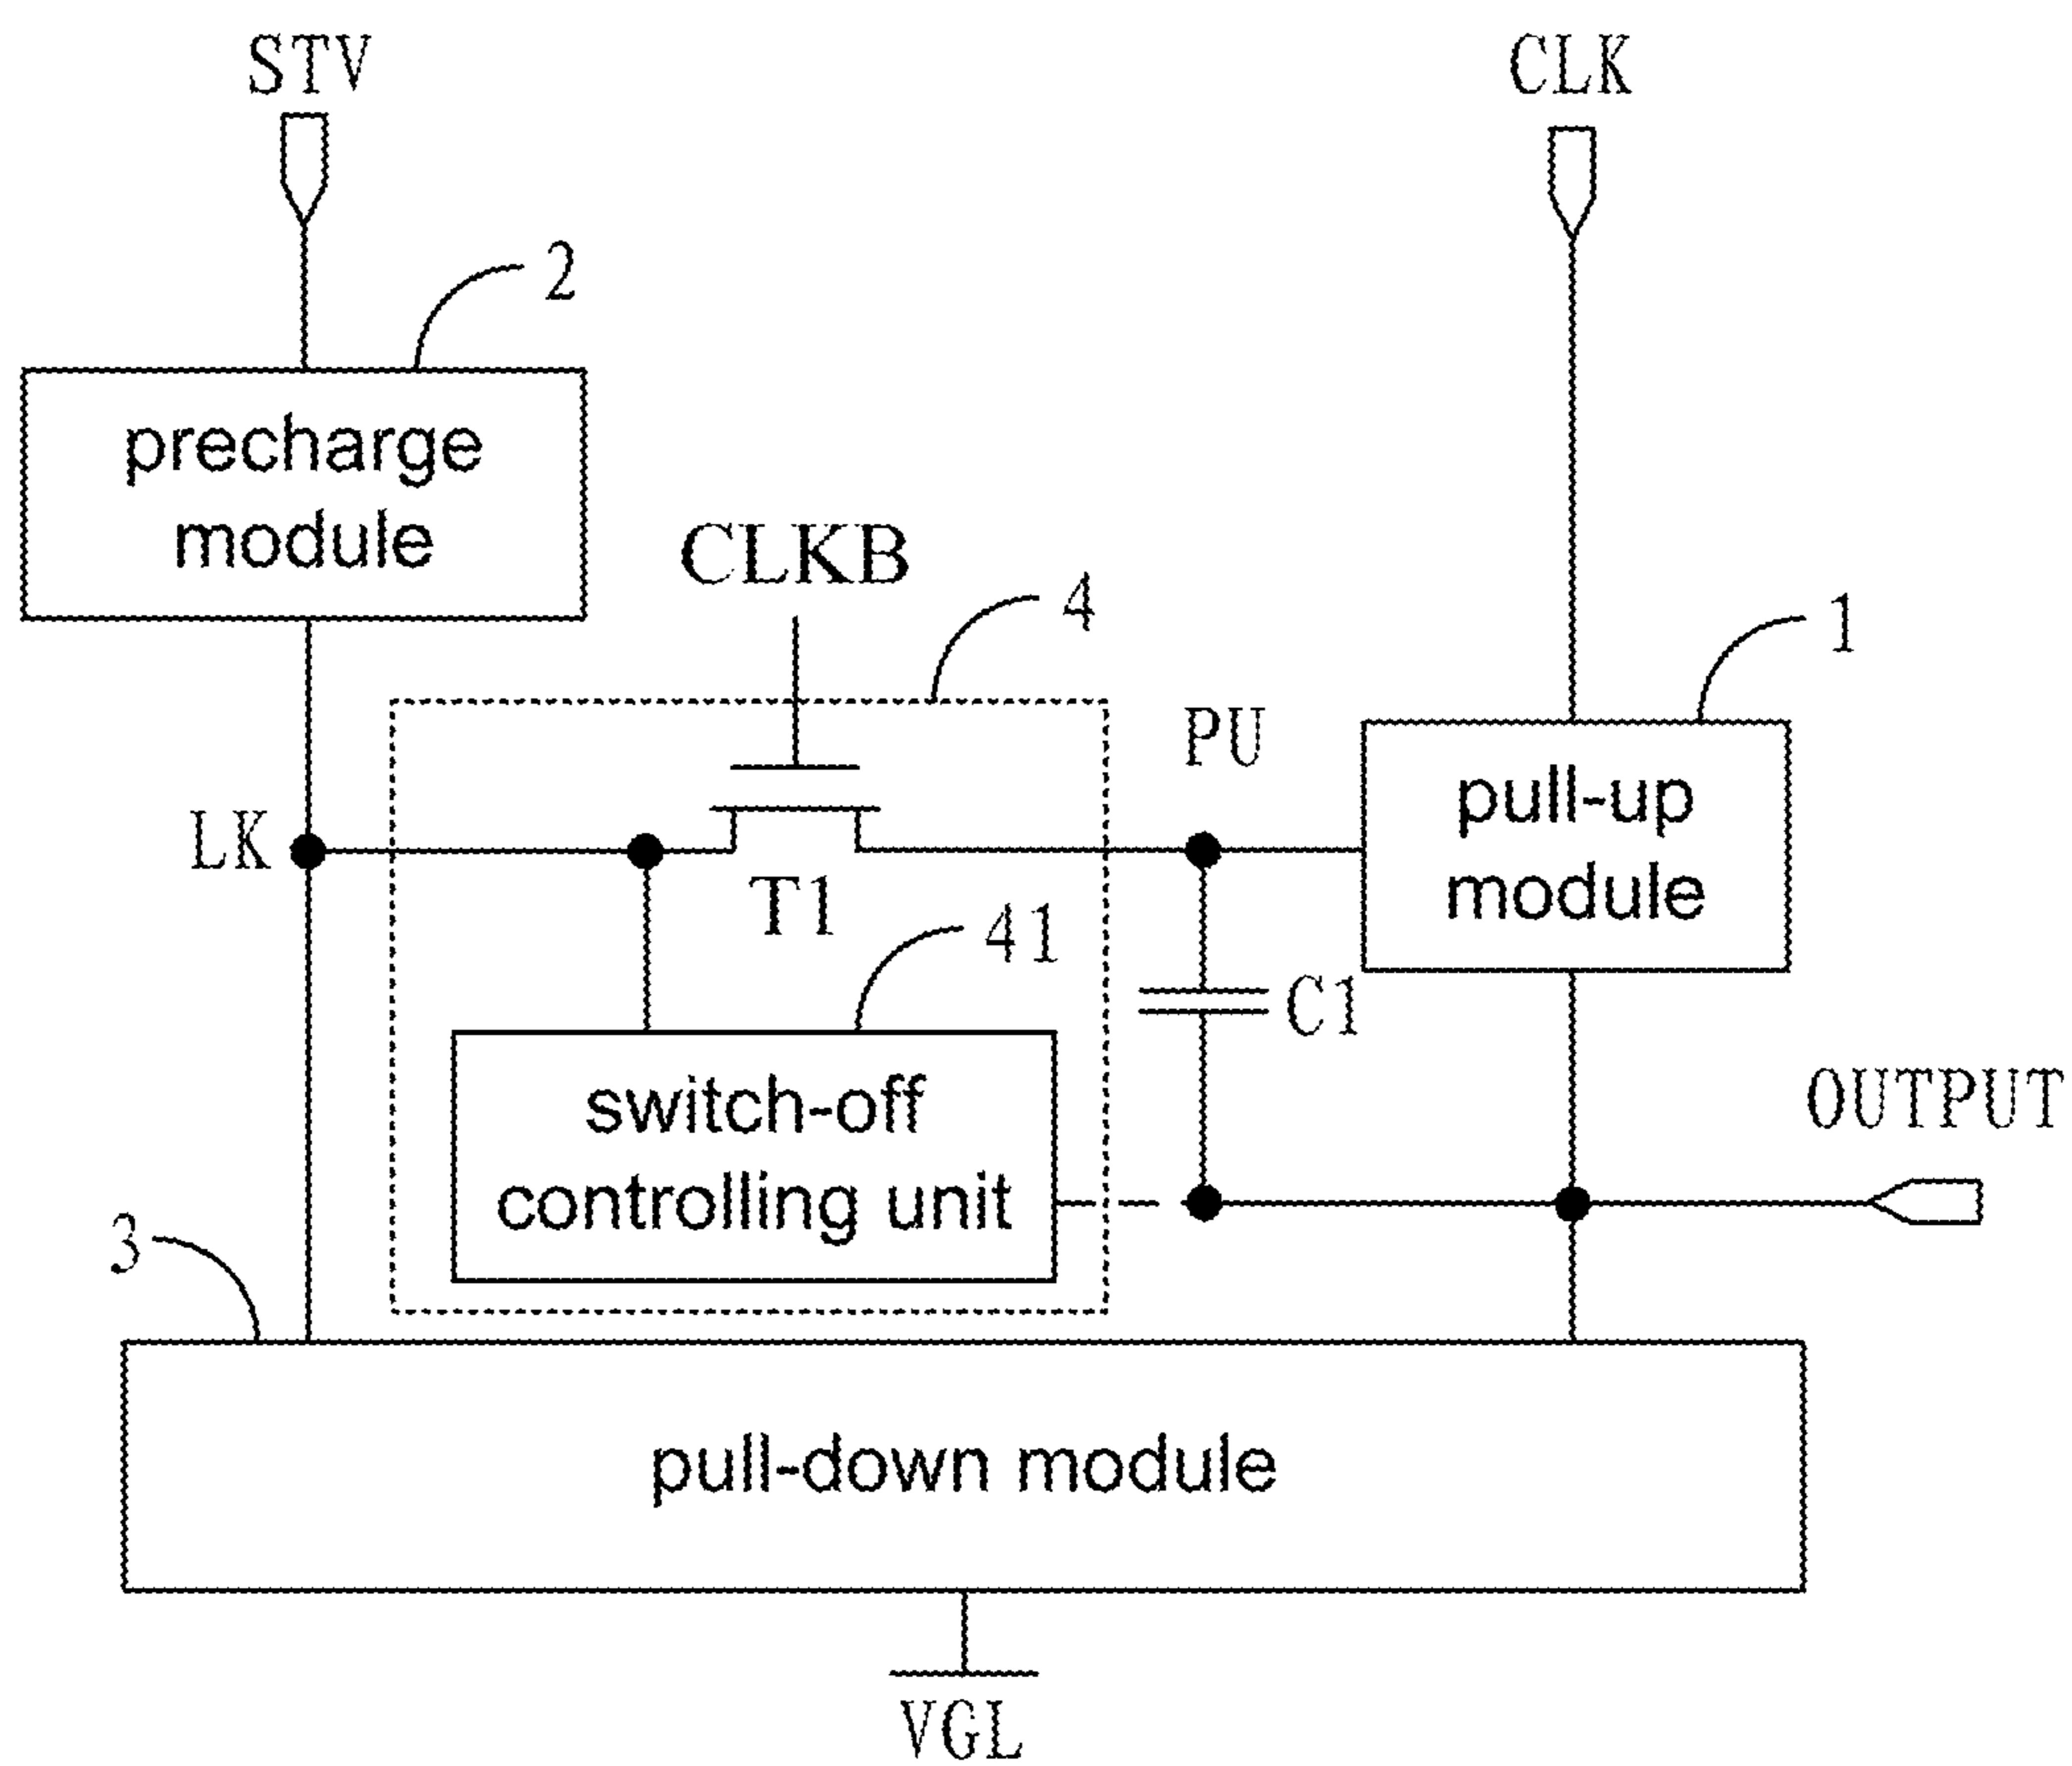 STV
CLK
2
precharge
module
CLKB
4
1
PU
pull-up
module
LK
T1
41
C1
switch-off
controlling unit
OUTPUT
3
pull-down module
VGL